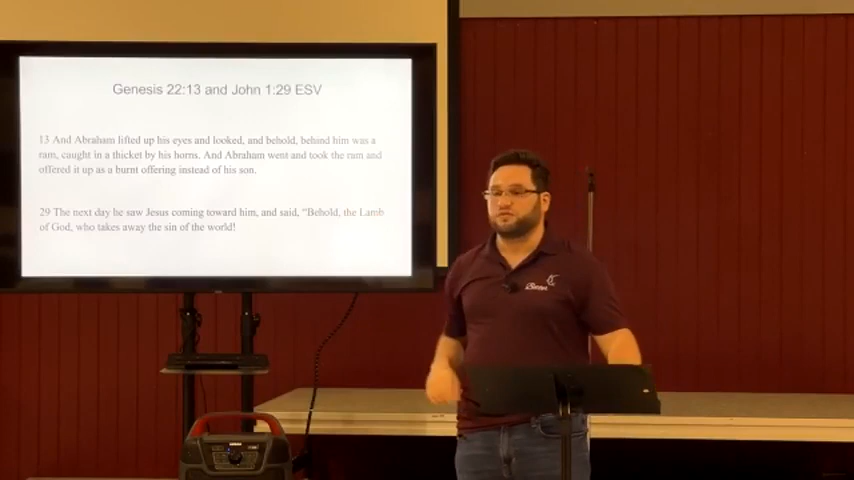 Genesis 22:13 and John 1:29 ESV
13 And Abraham lifted up his eyes and looked, and behold, behind him was a
ram, caught in a thicket by his horns. And Abraham went and took the ram and
offered it up as a burnt offering instead of his son.
29 The next day he saw Jesus coming toward him, and said, “Behold, the Lamb
of God, who takes away the sin of the world!